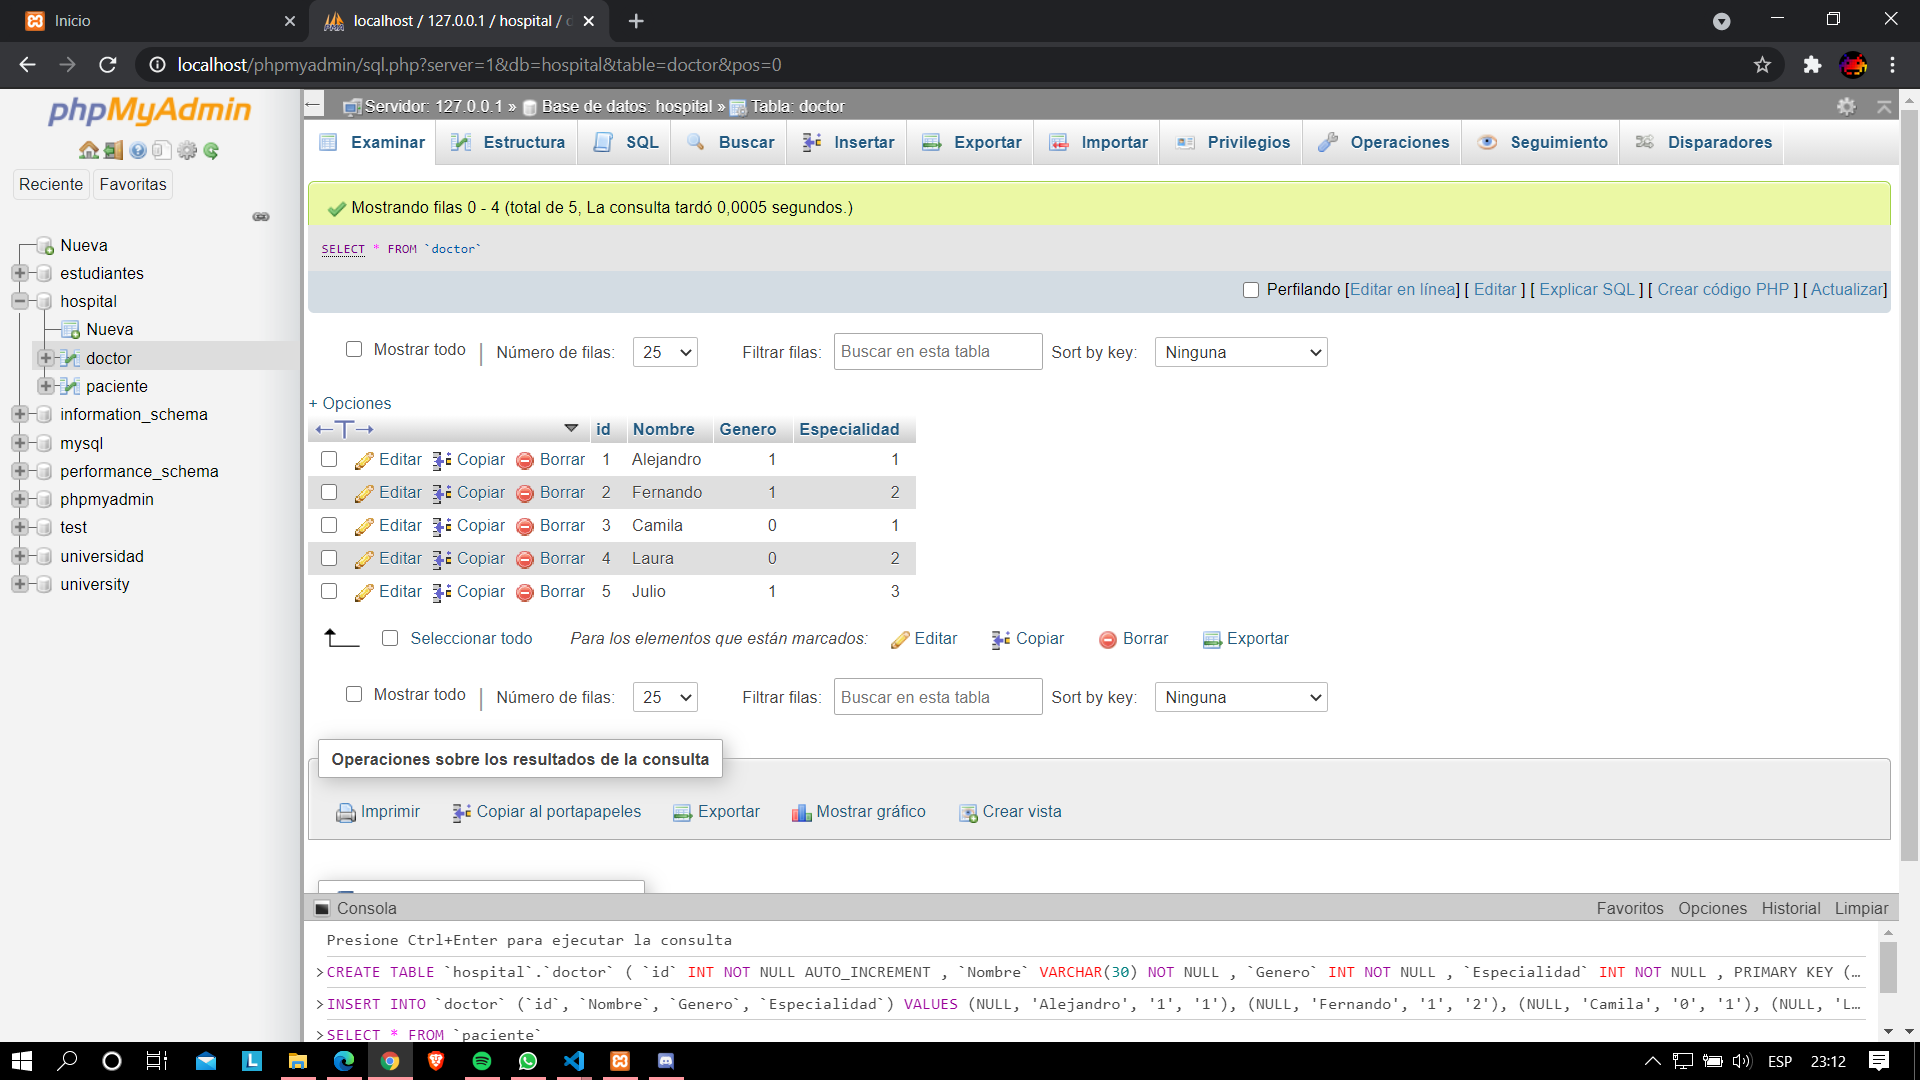 Inicio
localhost / 127.0.0.1 / hospital / d
localhost/phpmyadmin/sql.php?server=1&db=hospital&table=doctor&pos=0
phpMyAdmin
Reciente Favoritas
Nueva
estudiantes
hospital
Nueva
doctor
paciente
information_schema
mysql
performance_schema
phpmyadmin
test
universidad
university
Servidor: 127.0.0.1 » Base de datos: hospital » Tabla: doctor
Examinar Estructura SQL Buscar Insertar Exportar Importar Privilegios Operaciones Seguimiento Disparadores
Mostrando filas 0 - 4 (total de 5, La consulta tardó 0,0005 segundos.)
SELECT * FROM `doctor`
Perfilando [Editar en línea] [ Editar ] [ Explicar SQL ] [ Crear código PHP ] [ Actualizar]
Mostrar todo | Número de filas: 25 Filtrar filas: Buscar en esta tabla Sort by key: Ninguna
+ Opciones
←T→ id Nombre Genero Especialidad
Editar Copiar Borrar 1 Alejandro 1 1
Editar Copiar Borrar 2 Fernando 1 2
Editar Copiar Borrar 3 Camila 0 1
Editar Copiar Borrar 4 Laura 0 2
Editar Copiar Borrar 5 Julio 1 3
Seleccionar todo Para los elementos que están marcados: Editar Copiar Borrar Exportar
Mostrar todo | Número de filas: 25 Filtrar filas: Buscar en esta tabla Sort by key: Ninguna
Operaciones sobre los resultados de la consulta
Imprimir Copiar al portapapeles Exportar Mostrar gráfico Crear vista
Consola Favoritos Opciones Historial Limpiar
Presione Ctrl+Enter para ejecutar la consulta
>CREATE TABLE `hospital`.`doctor` ( `id` INT NOT NULL AUTO_INCREMENT , `Nombre` VARCHAR(30) NOT NULL , `Genero` INT NOT NULL , `Especialidad` INT NOT NULL , PRIMARY KEY (…
>INSERT INTO `doctor` (`id`, `Nombre`, `Genero`, `Especialidad`) VALUES (NULL, 'Alejandro', '1', '1'), (NULL, 'Fernando', '1', '2'), (NULL, 'Camila', '0', '1'), (NULL, 'L…
>SELECT * FROM `paciente`
L ESP 23:12